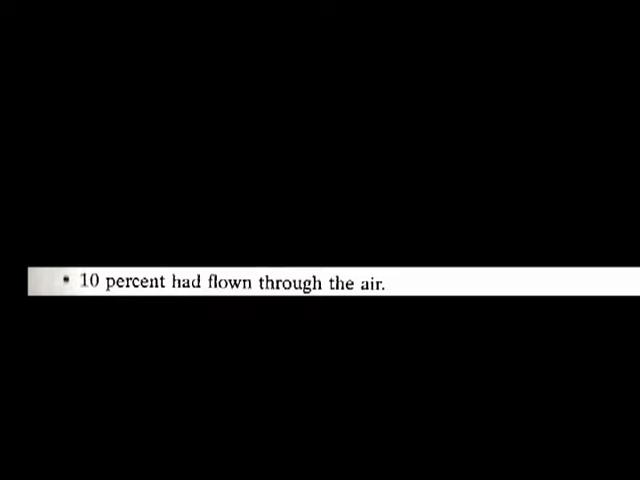 • 10 percent had flown through the air.